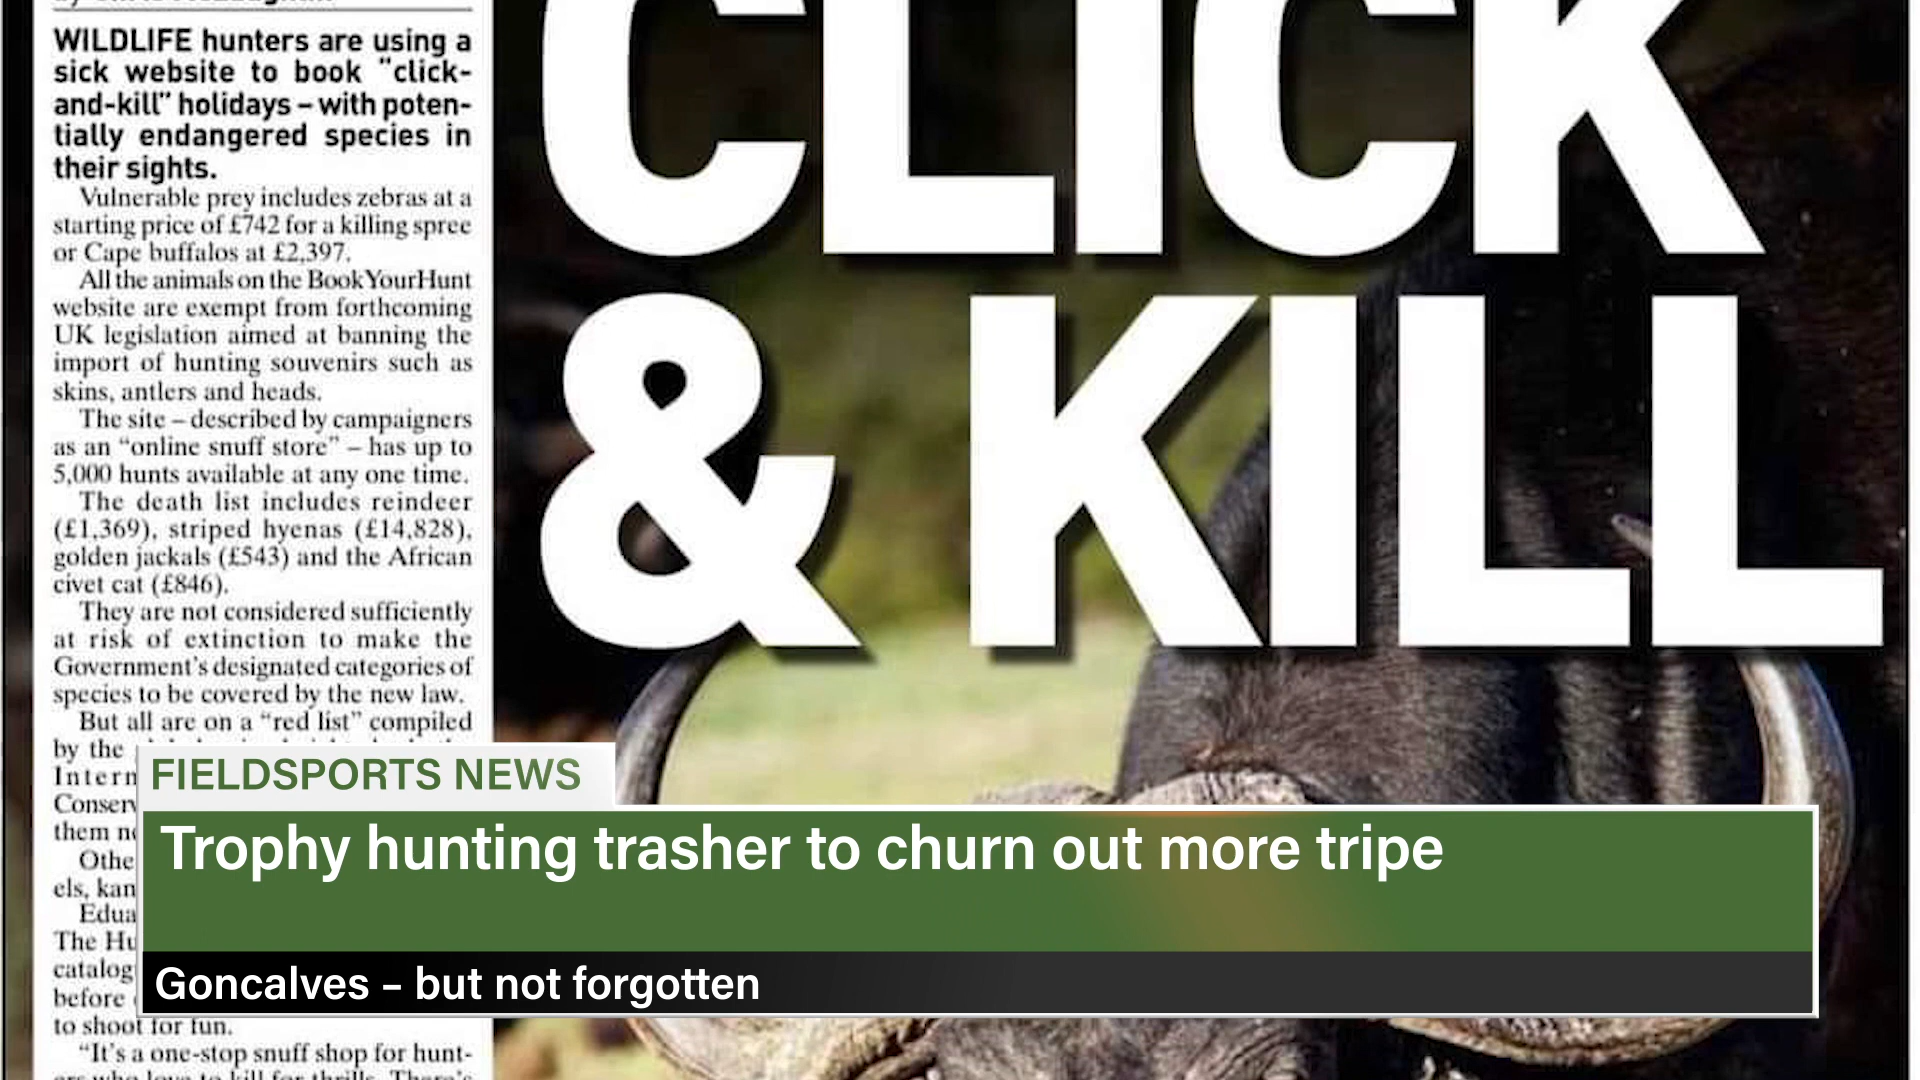 WILDLIFE hunters are using a
sick website to book “click-
and-kill” holidays – with poten-
tially endangered species in
their sights.
Vulnerable prey includes zebras at a
starting price of £742 for a killing spree
or Cape buffalos at £2,397.
All the animals on the BookYourHunt
website are exempt from forthcoming
UK legislation aimed at banning the
import of hunting souvenirs such as
skins, antlers and heads.
The site – described by campaigners
as an “online snuff store” – has up to
5,000 hunts available at any one time.
The death list includes reindeer
(£1,369), striped hyenas (£14,828),
golden jackals (£543) and the African
civet cat (£846).
They are not considered sufficiently
at risk of extinction to make the
Government’s designated categories of
species to be covered by the new law.
But all are on a “red list” compiled
by the
to shoot for fun.
“It’s a one-stop snuff shop for hunt-
CLICK
& KILL
FIELDSPORTS NEWS
Trophy hunting trasher to churn out more tripe
Goncalves – but not forgotten